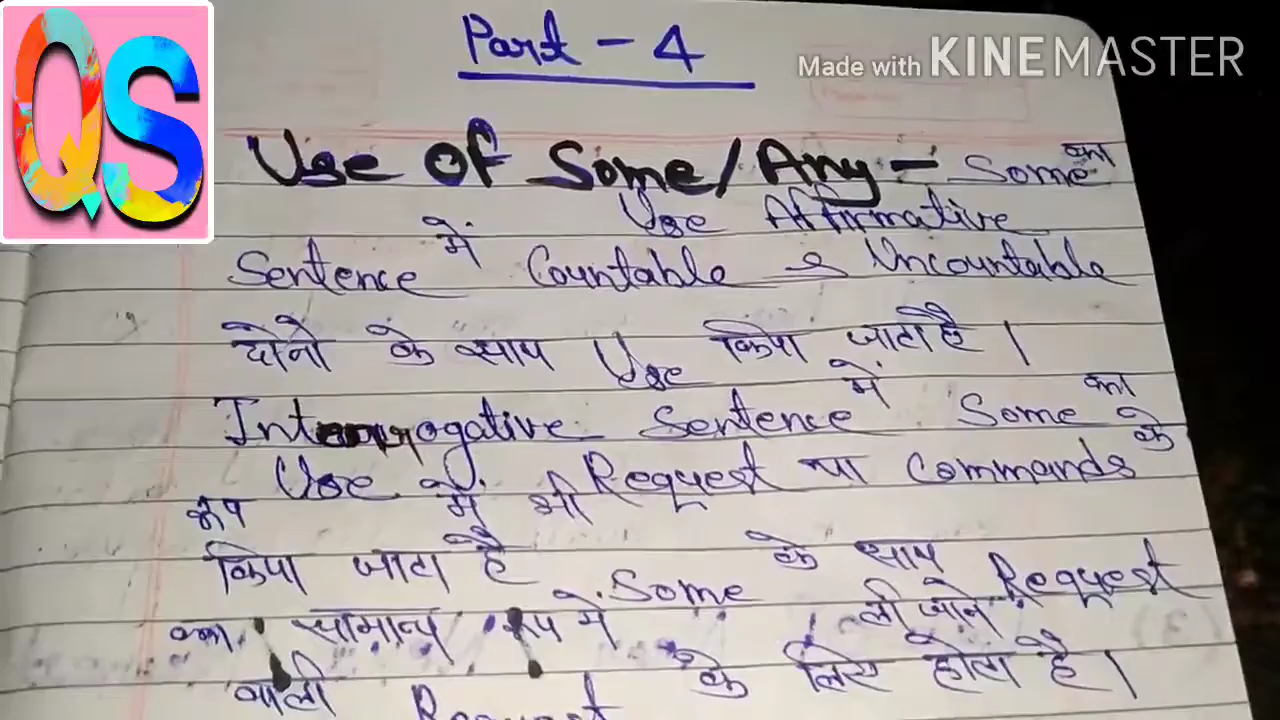 QS
Part - 4
Made with KINEMASTER
Use Of Some/Any - Some का
Use Affirmative
Sentence में Countable & Uncountable
दोनो के साथ Use किया जाता है ।
Interrogative Sentence में Some का
Use Request या Commands के
रूप में भी
किया जाता है Some के साथ Request
का सामान्य रूप में ली जाने
वाली Request के लिए होता है ।